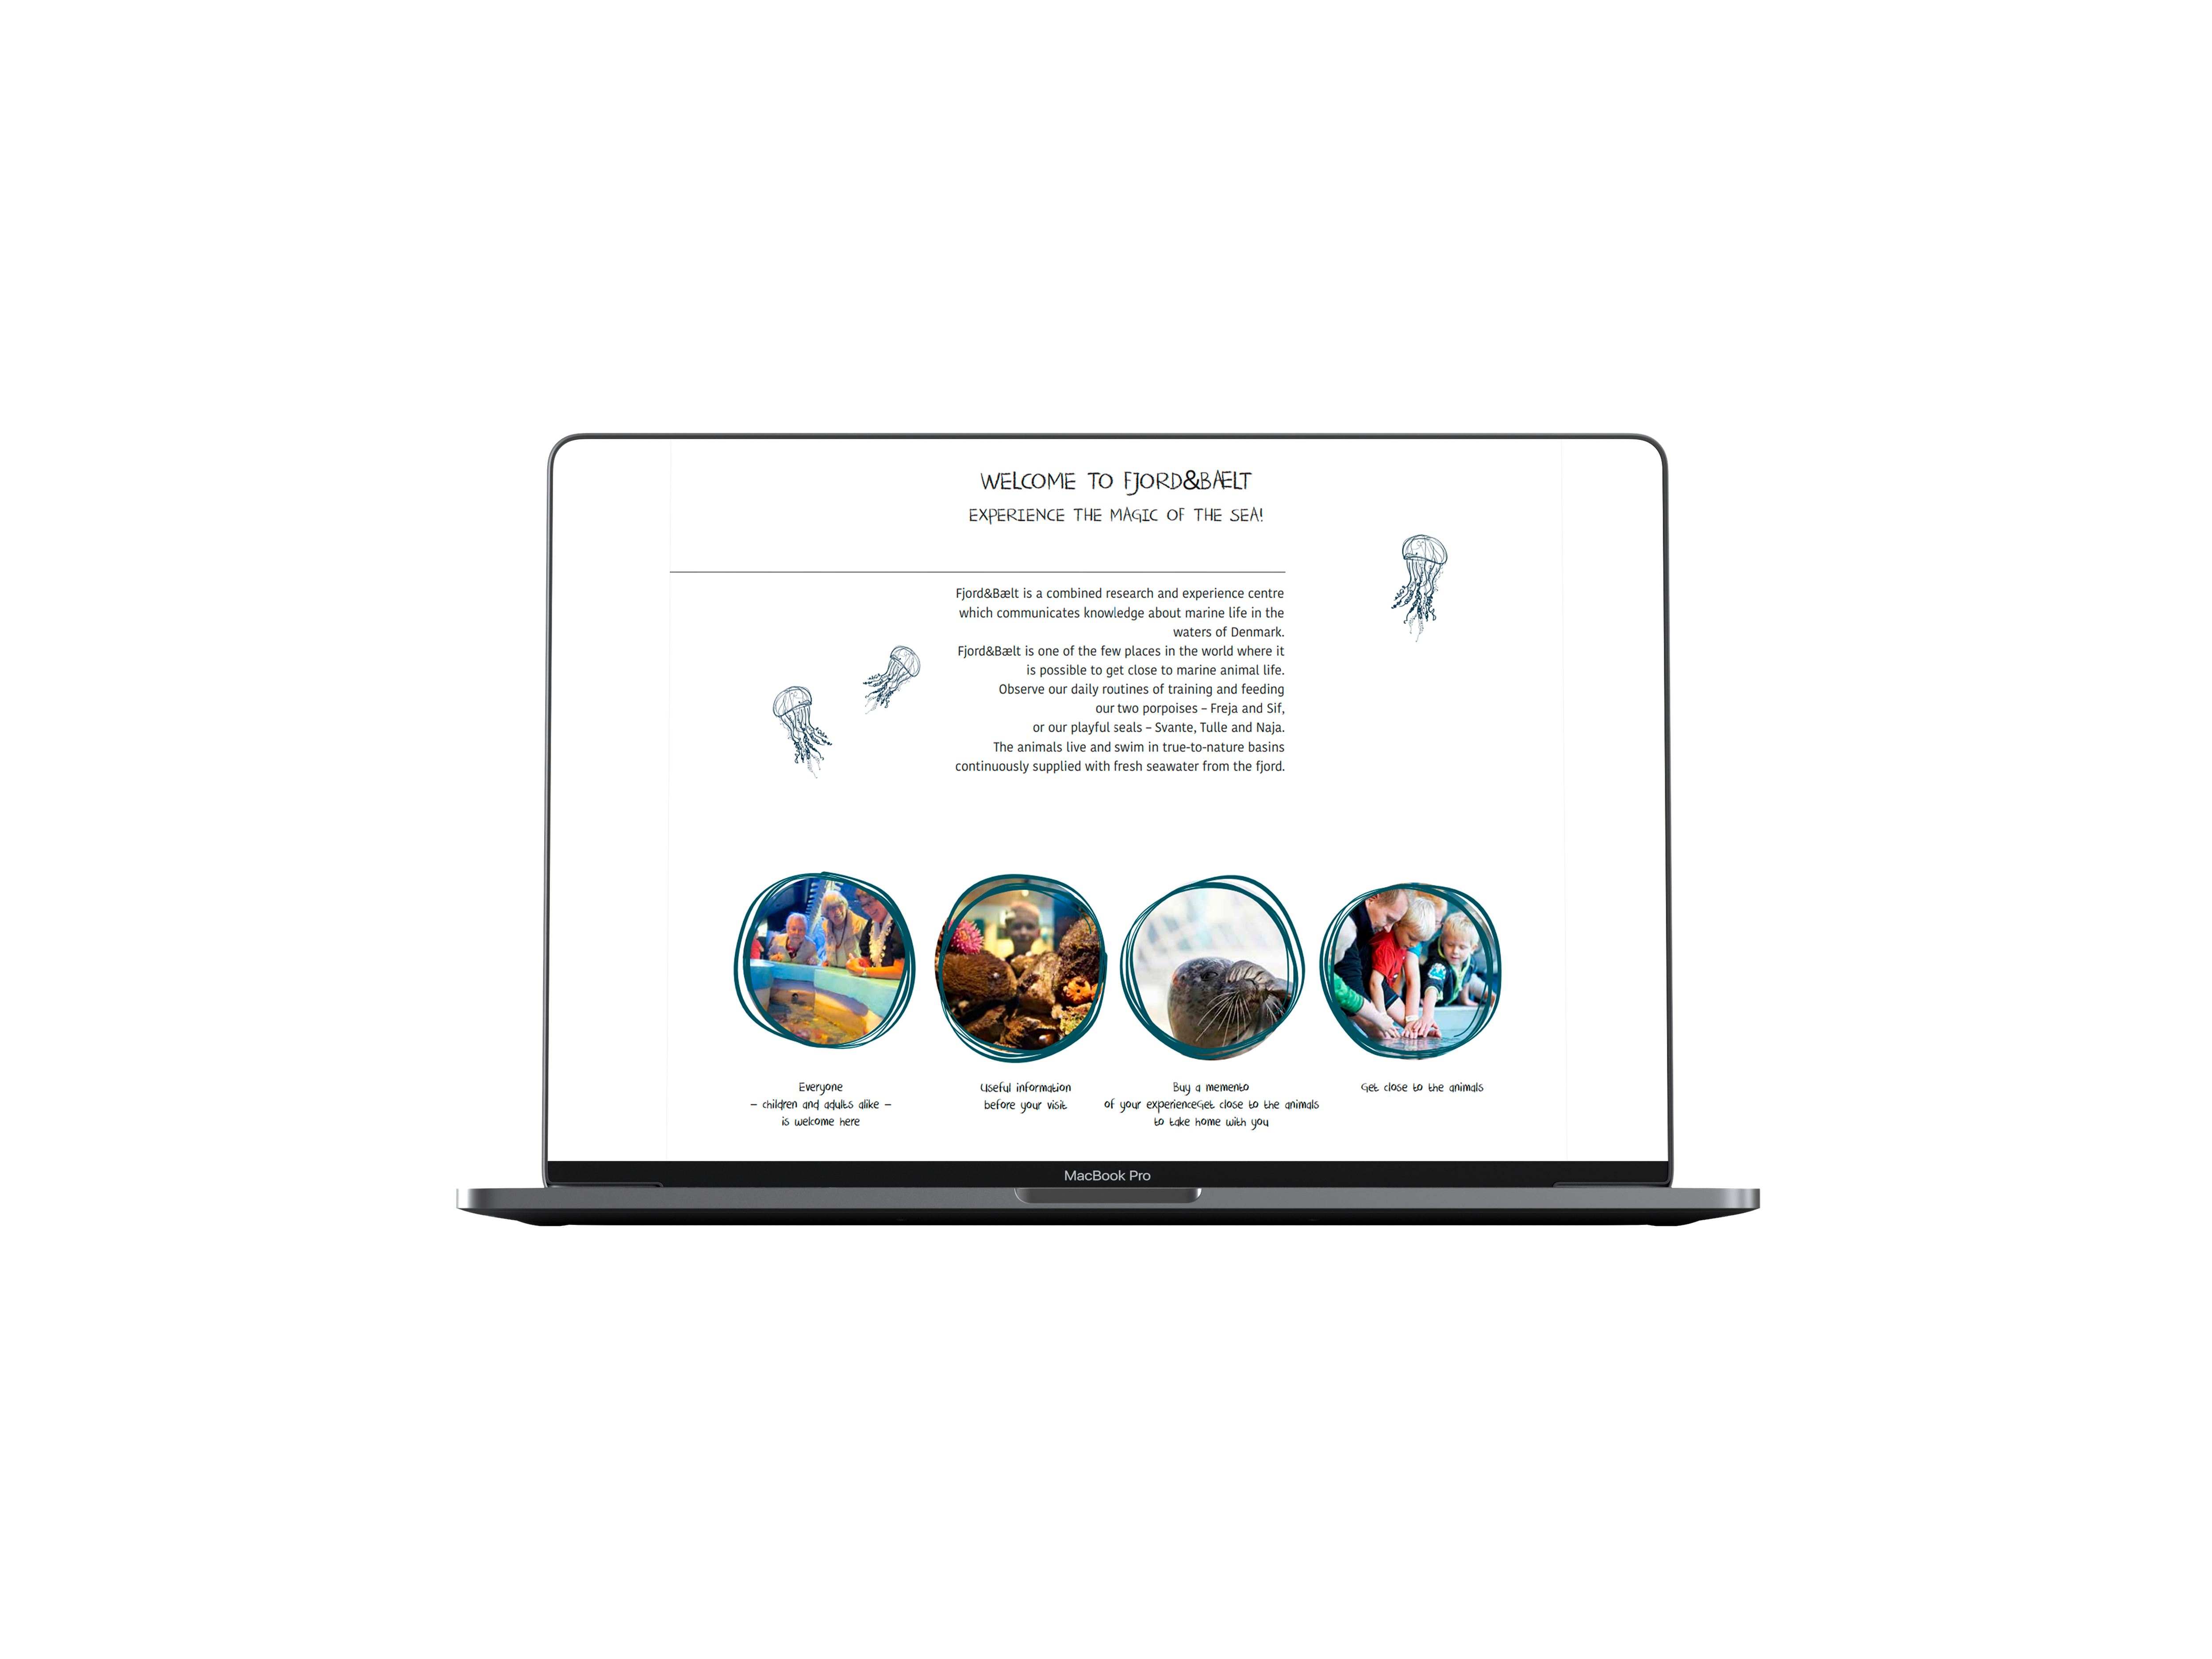 WELCOME TO FJORD&BÆLT
EXPERIENCE THE MAGIC OF THE SEA!
Fjord&Bælt is a combined research and experience centre
which communicates knowledge about marine life in the
waters of Denmark.
Fjord&Bælt is one of the few places in the world where it
is possible to get close to marine animal life.
Observe our daily routines of training and feeding
our two porpoises – Freja and Sif,
or our playful seals – Svante, Tulle and Naja.
The animals live and swim in true-to-nature basins
continuously supplied with fresh seawater from the fjord.
Everyone
– children and adults alike –
is welcome here
Useful information
before your visit
Buy a memento
of your experienceGet close to the animals
to take home with you
Get close to the animals
MacBook Pro